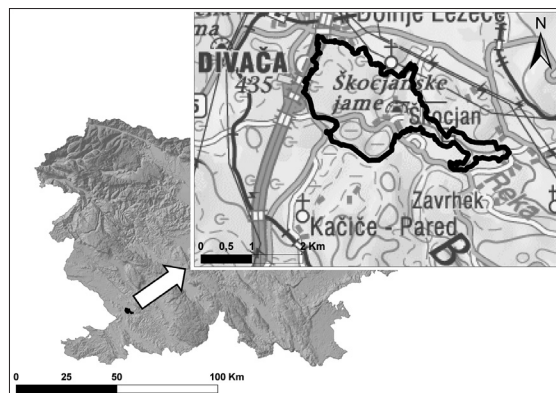 Dolnje Ležeče
N
DIVAČA
435
Škocjanske
jame
Škocjan
Zavrhek
Reka
Kačiče - Pared
B
0 0,5 1 2 Km
0 25 50 100 Km